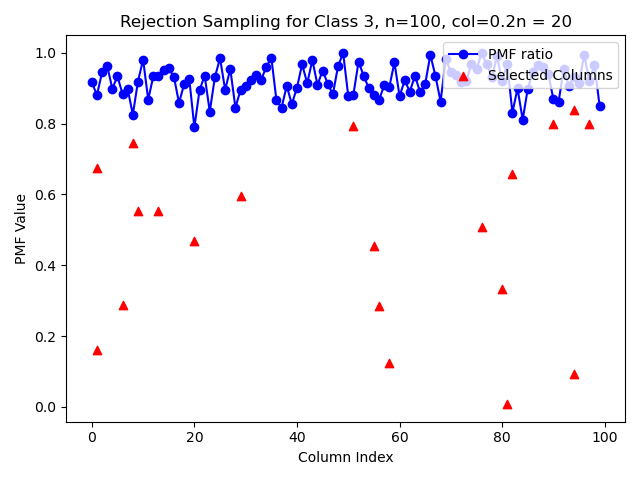 Rejection Sampling for Class 3, n=100, col=0.2n = 20
PMF ratio
Selected Columns
1.0
0.8
0.6
0.4
0.2
0.0
PMF Value
0
20
40
60
80
100
Column Index